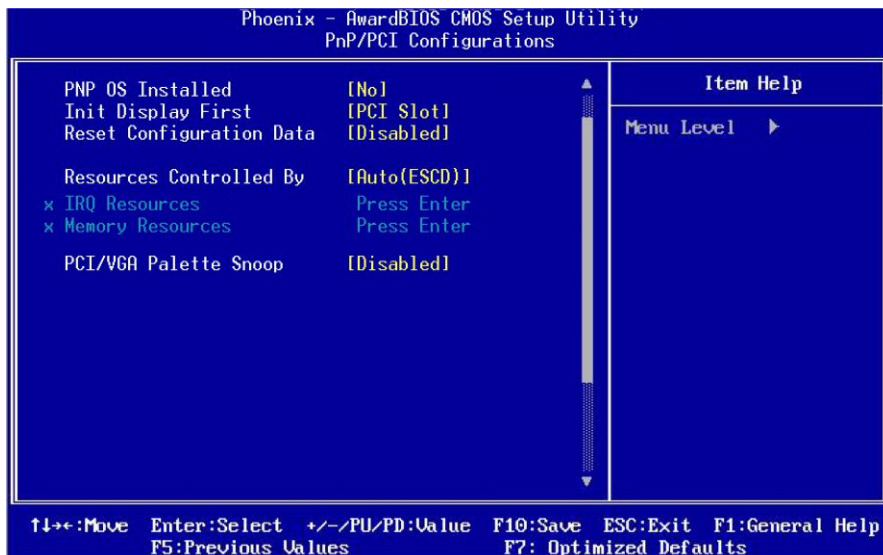 Phoenix - AwardBIOS CMOS Setup Utility
PnP/PCI Configurations
PNP OS Installed [No]
Init Display First [PCI Slot]
Reset Configuration Data [Disabled]
Resources Controlled By [Auto(ESCD)]
x IRQ Resources Press Enter
x Memory Resources Press Enter
PCI/VGA Palette Snoop [Disabled]
Item Help
Menu Level ▶
↑↓→←:Move Enter:Select +/-/PU/PD:Value F10:Save ESC:Exit F1:General Help
F5:Previous Values F7: Optimized Defaults